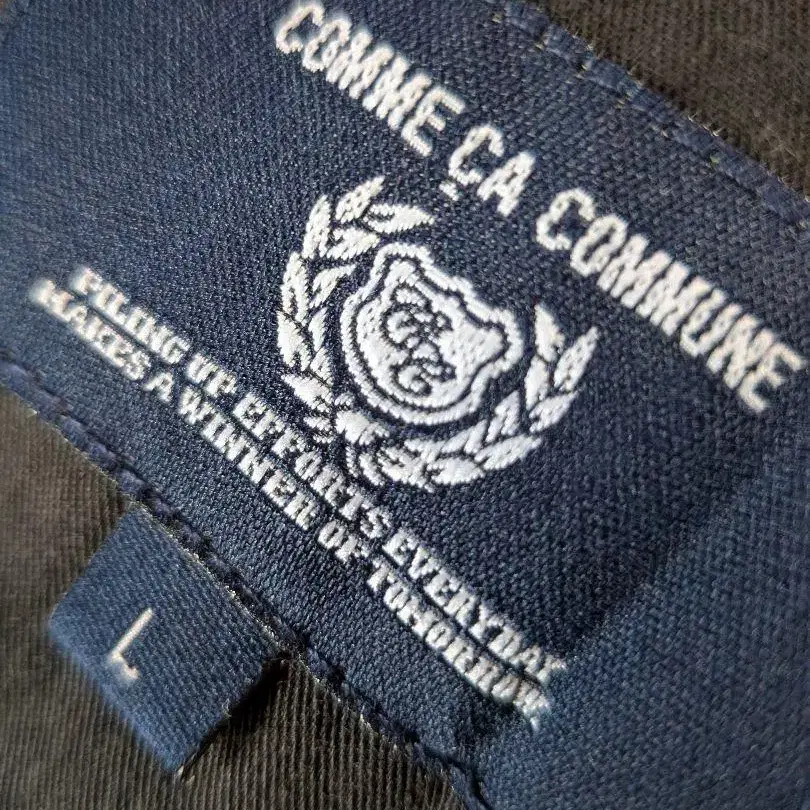 COMME ÇA COMMUNE
PILING UP EFFORTS EVERYDAY
MAKES A WINNER OF TOMORROW.
L